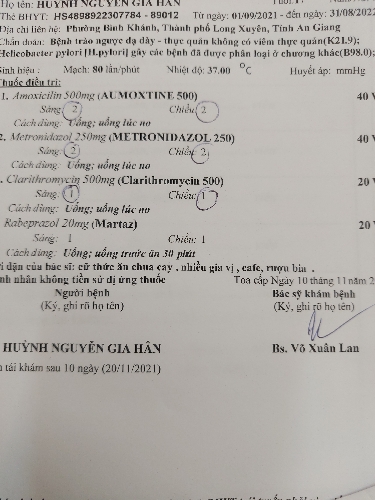 Họ tên: HUỲNH NGUYỄN GIA HÂN
Thẻ BHYT: HS4898922307784 - 89012 Từ ngày: 01/09/2021 - đến ngày: 31/08/2022
Địa chỉ liên hệ: Phường Bình Khánh, Thành phố Long Xuyên, Tỉnh An Giang
Chẩn đoán: Bệnh trào ngược dạ dày - thực quản không có viêm thực quản(K21.9);
Helicobacter pylori [H.pylori] gây các bệnh đã được phân loại ở chương khác(B98.0);
Sinh hiệu: Mạch: 80 lần/phút Nhiệt độ: 37.00 °C Huyết áp: mmHg
Thuốc điều trị:
1. Amoxicilin 500mg (AUMOXTINE 500) 40 V
Sáng: 2 Chiều: 2
Cách dùng: Uống; uống lúc no
2. Metronidazol 250mg (METRONIDAZOL 250) 40 V
Sáng: 2 Chiều: 2
Cách dùng: Uống; uống lúc no
. Clarithromycin 500mg (Clarithromycin 500) 20 V
Sáng: 1 Chiều: 1
Cách dùng: Uống; uống lúc no
Rabeprazol 20mg (Martaz) 20
Sáng: 1 Chiều: 1
Cách dùng: Uống; uống trước ăn 30 phút
i dặn của bác sĩ: cữ thức ăn chua cay, nhiều gia vị, cafe, rượu bia .
nh nhân không tiền sử dị ứng thuốc Toa cấp Ngày 10 tháng 11 năm 2
Người bệnh Bác sỹ khám bệnh
(Ký, ghi rõ họ tên) (Ký, ghi rõ họ tên)
HUỲNH NGUYỄN GIA HÂN Bs. Võ Xuân Lan
tái khám sau 10 ngày (20/11/2021)